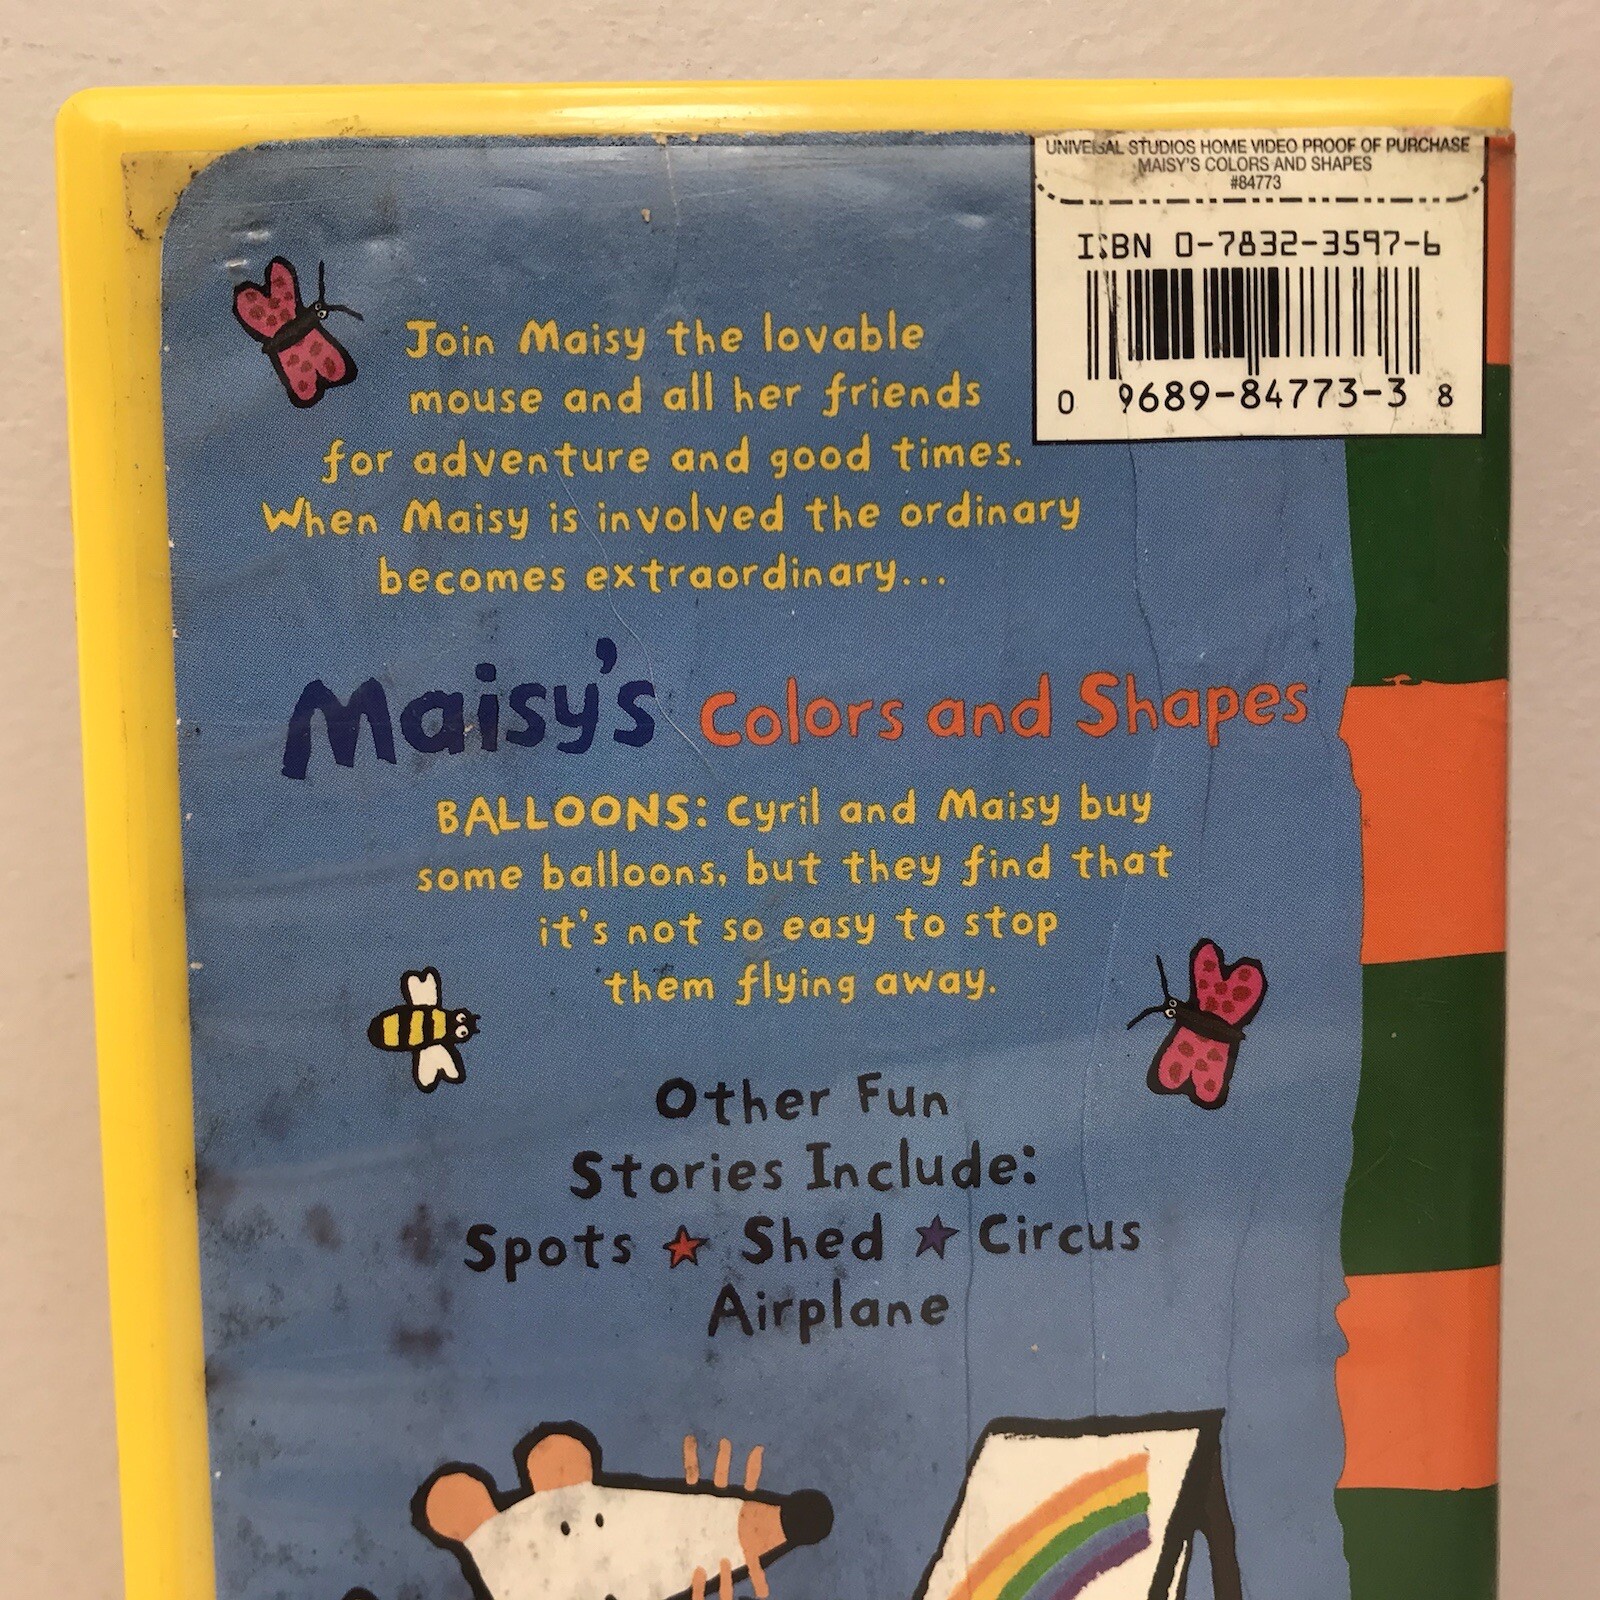 UNIVERSAL STUDIOS HOME VIDEO PROOF OF PURCHASE
MAISY'S COLORS AND SHAPES
#84773
ISBN 0-7832-3597-6
0 9689-84773-3 8
Join Maisy the lovable
mouse and all her friends
for adventure and good times.
When Maisy is involved the ordinary
becomes extraordinary...
Maisy's Colors and Shapes
BALLOONS: Cyril and Maisy buy
some balloons, but they find that
it's not so easy to stop
them flying away.
Other Fun
Stories Include:
Spots ★ Shed ★ Circus
Airplane